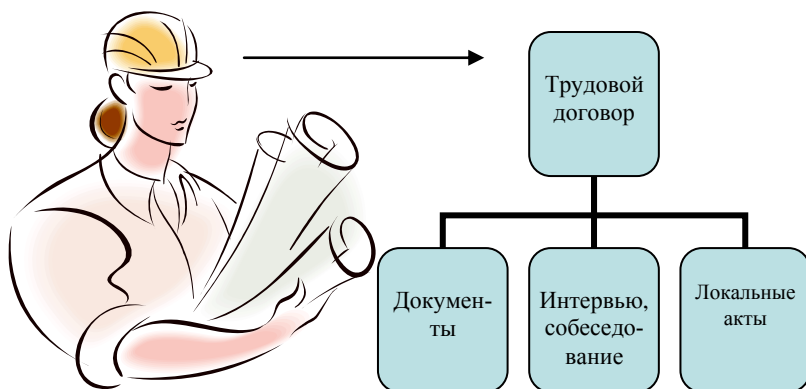 Трудовой
договор
Докумен-
ты
Интервью,
собеседо-
вание
Локальные
акты